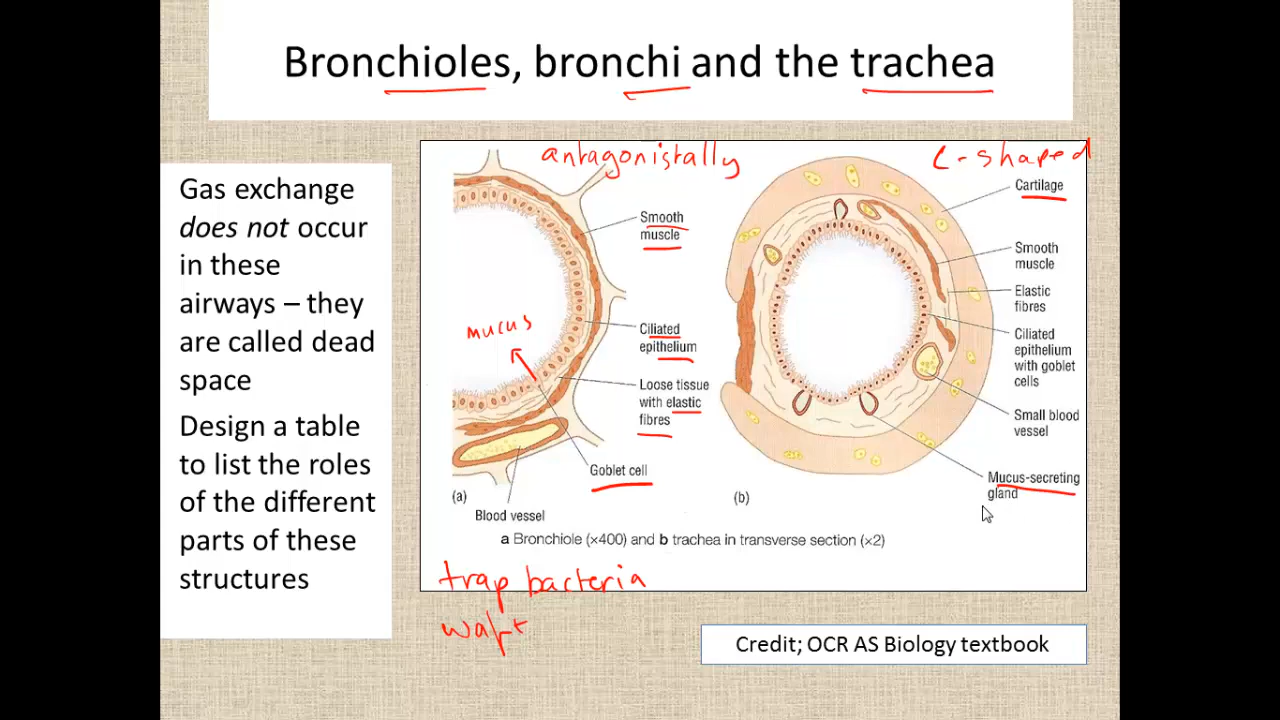 Bronchioles, bronchi and the trachea
Gas exchange
does not occur
in these
airways – they
are called dead
space
Design a table
to list the roles
of the different
parts of these
structures
antagonistally
C-shaped
Smooth
muscle
mucus
Ciliated
epithelium
Loose tissue
with elastic
fibres
Goblet cell
(a)
Blood vessel
Cartilage
Smooth
muscle
Elastic
fibres
Ciliated
epithelium
with goblet
cells
Small blood
vessel
Mucus-secreting
gland
(b)
a Bronchiole (×400) and b trachea in transverse section (×2)
trap bacteria
waft
Credit; OCR AS Biology textbook